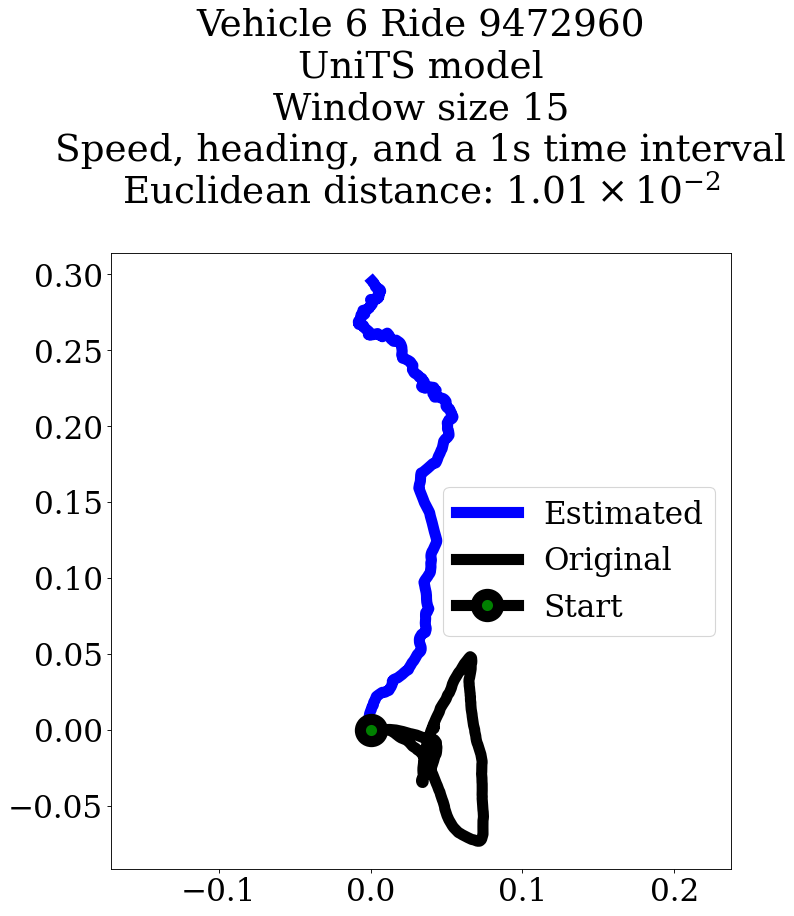 Vehicle 6 Ride 9472960
UniTS model
Window size 15
Speed, heading, and a 1s time interval
Euclidean distance: 1.01 × 10⁻²
0.30
0.25
0.20
0.15
0.10
0.05
0.00
−0.05
−0.1
0.0
0.1
0.2
Estimated
Original
Start